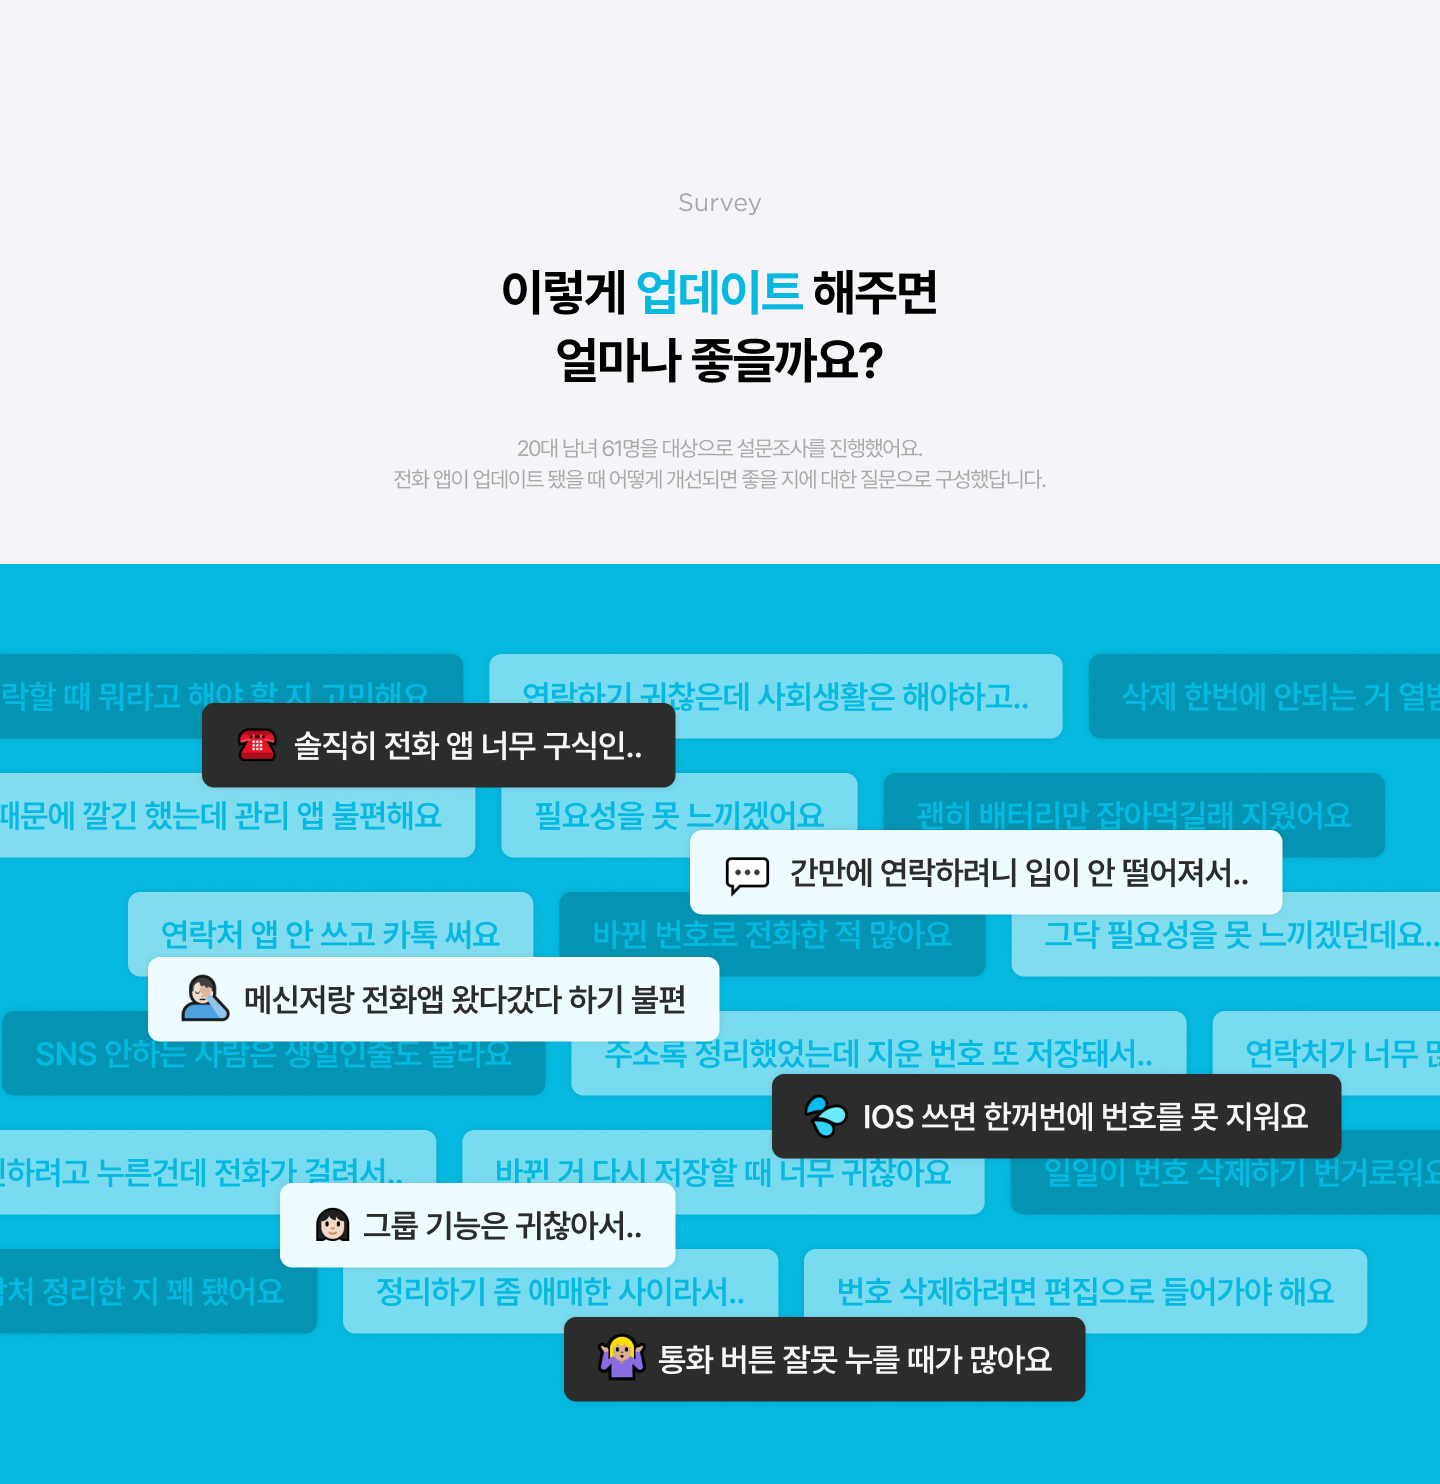 Survey
이렇게 업데이트 해주면
얼마나 좋을까요?
20대 남녀 61명을 대상으로 설문조사를 진행했어요.
전화 앱이 업데이트 됐을 때 어떻게 개선되면 좋을 지에 대한 질문으로 구성했답니다.
때 뭐라고 해야 할 지 고민해요
연락하기 귀찮은데 사회생활은 해야하고..
삭제 한번에 안되는 거
솔직히 전화 앱 너무 구식인..
깔긴 했는데 관리 앱 불편해요
필요성을 못 느끼겠어요
괜히 배터리만 잡아먹길래 지웠어요
간만에 연락하려니 입이 안 떨어져서..
연락처 앱 안 쓰고 카톡 써요
바뀐 번호로 전화한 적 많아요
그닥 필요성을 못 느끼겠던데요..
메신저랑 전화앱 왔다갔다 하기 불편
SNS 안하는 사람은 생일인줄도 몰라요
주소록 정리했었는데 지운 번호 또 저장돼서..
연락처가 너무
IOS 쓰면 한꺼번에 번호를 못 지워요
누른건데 전화가 걸려서..
바뀐 거 다시 저장할 때 너무 귀찮아요
일일이 번호 삭제하기 번거로워요
그룹 기능은 귀찮아서..
정리한 지 꽤 됐어요
정리하기 좀 애매한 사이라서..
번호 삭제하려면 편집으로 들어가야 해요
통화 버튼 잘못 누를 때가 많아요